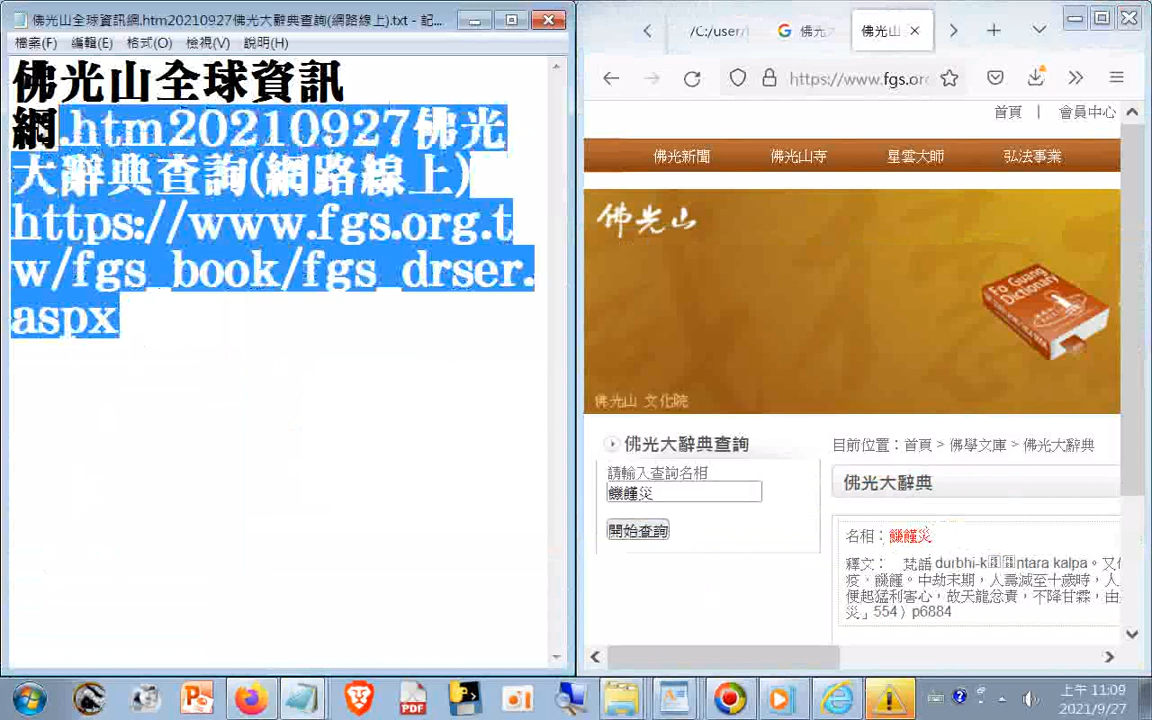 佛光山全球資訊網.htm20210927佛光大辭典查詢(網路線上).txt - 記...
檔案(F) 編輯(E) 格式(O) 檢視(V) 說明(H)
佛光山全球資訊
網.htm20210927佛光
大辭典查詢(網路線上)
https://www.fgs.org.t
w/fgs_book/fgs_drser.
aspx
/C:/user/ 佛光大 佛光山
https://www.fgs.or
首頁 | 會員中心
佛光新聞 佛光山寺 星雲大師 弘法事業
佛光山
Fo Guang
Dictionary
佛光山 文化院
佛光大辭典查詢
請輸入查詢名相
饑饉災
開始查詢
目前位置：首頁 > 佛學文庫 > 佛光大辭典
佛光大辭典
名相：饑饉災
釋文： 梵語 durbhi-k ntara kalpa。又作
疫，饑饉。中劫末期，人壽減至十歲時，人
便起猛利害心，故天龍忿責，不降甘霖，由
災」554）p6884
上午 11:09
2021/9/27